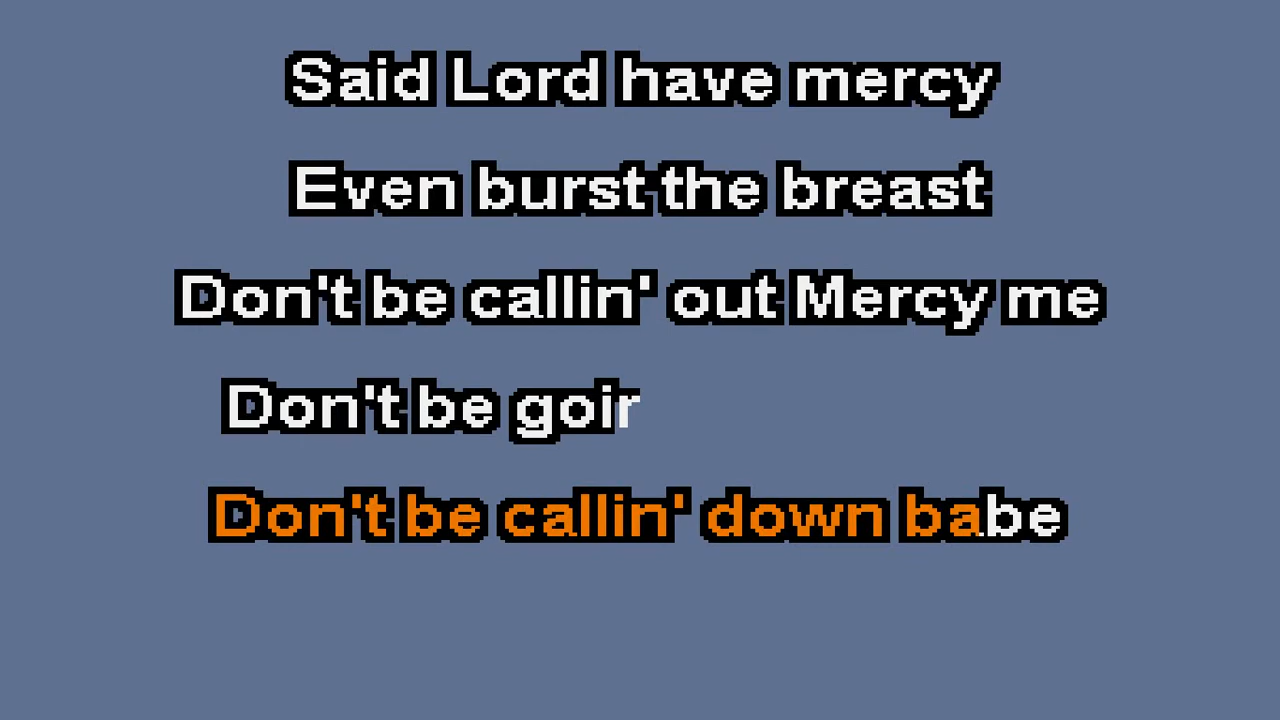 Said Lord have mercy
Even burst the breast
Don't be callin' out Mercy me
Don't be goi
Don't be callin' down babe